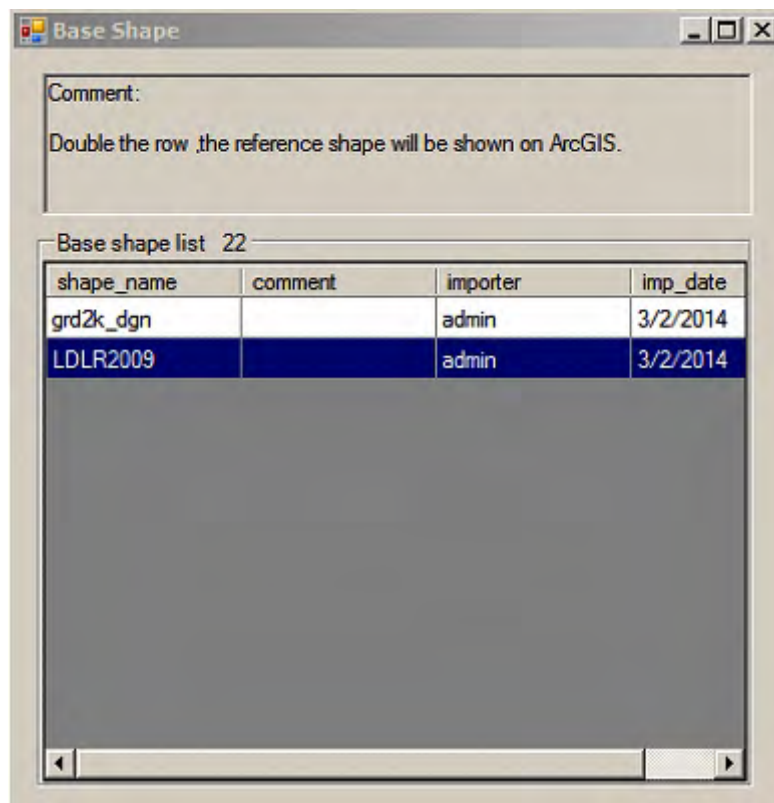 Base Shape
Comment:
Double the row ,the reference shape will be shown on ArcGIS.
Base shape list 22
shape_name comment importer imp_date
grd2k_dgn admin 3/2/2014
LDLR2009 admin 3/2/2014